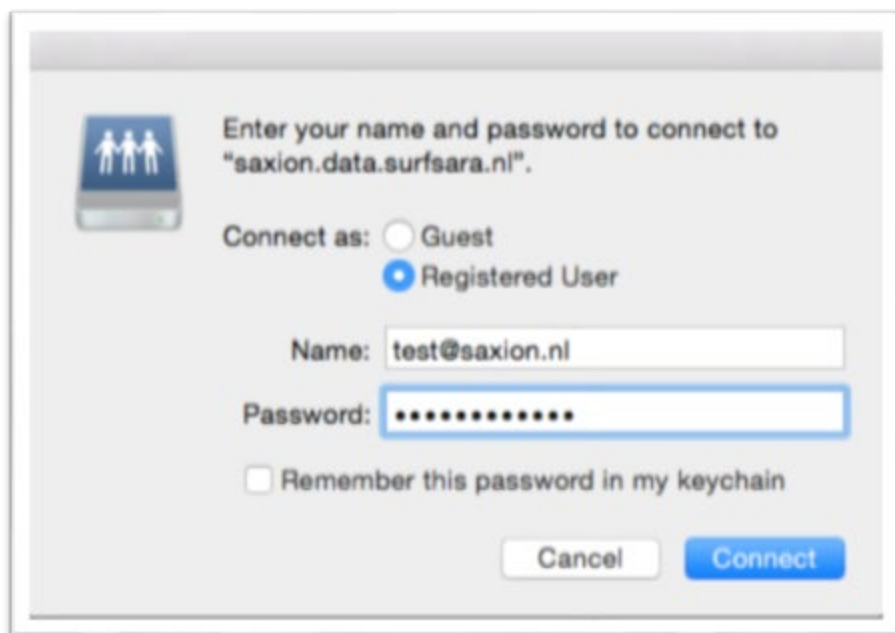 Enter your name and password to connect to
“saxion.data.surfsara.nl”.
Connect as: Guest
Registered User
Name: test@saxion.nl
Password: ••••••••••••
Remember this password in my keychain
Cancel Connect